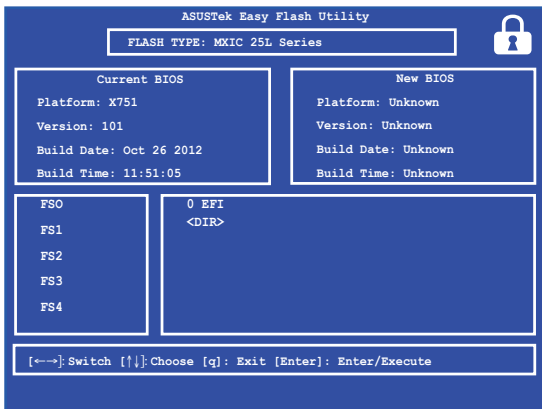 ASUSTek Easy Flash Utility
FLASH TYPE: MXIC 25L Series
Current BIOS
Platform: X751
Version: 101
Build Date: Oct 26 2012
Build Time: 11:51:05
New BIOS
Platform: Unknown
Version: Unknown
Build Date: Unknown
Build Time: Unknown
FSO
FS1
FS2
FS3
FS4
0 EFI
<DIR>
[←→]: Switch [↑↓]: Choose [q]: Exit [Enter]: Enter/Execute